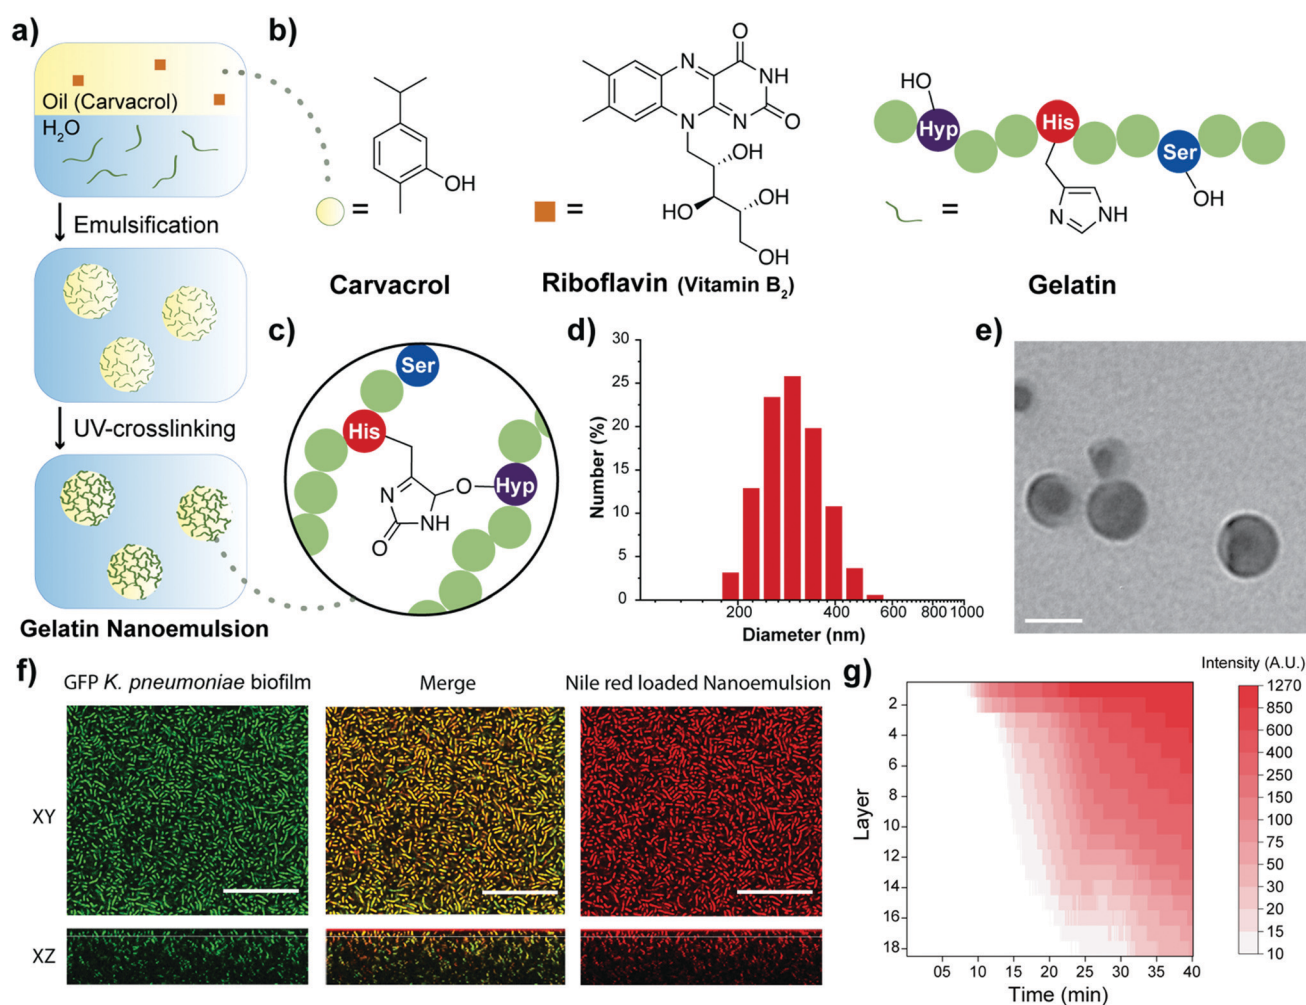 a)
Oil (Carvacrol)
H₂O
Emulsification
UV-crosslinking
Gelatin Nanoemulsion
b)
=
OH
Carvacrol
=
O
N
NH
N
N
O
OH
HO
OH
OH
Riboflavin (Vitamin B₂)
HO
Hyp
His
Ser
OH
=
N
NH
Gelatin
c)
Ser
His
N
O
Hyp
NH
O
d)
30
25
20
15
10
5
0
Number (%)
200 400 600 800 1000
Diameter (nm)
e)
f)
GFP K. pneumoniae biofilm
Merge
Nile red loaded Nanoemulsion
XY
XZ
g)
Layer
2
4
6
8
10
12
14
16
18
05 10 15 20 25 30 35 40
Time (min)
Intensity (A.U.)
1270
850
600
400
250
150
100
75
50
30
20
15
10